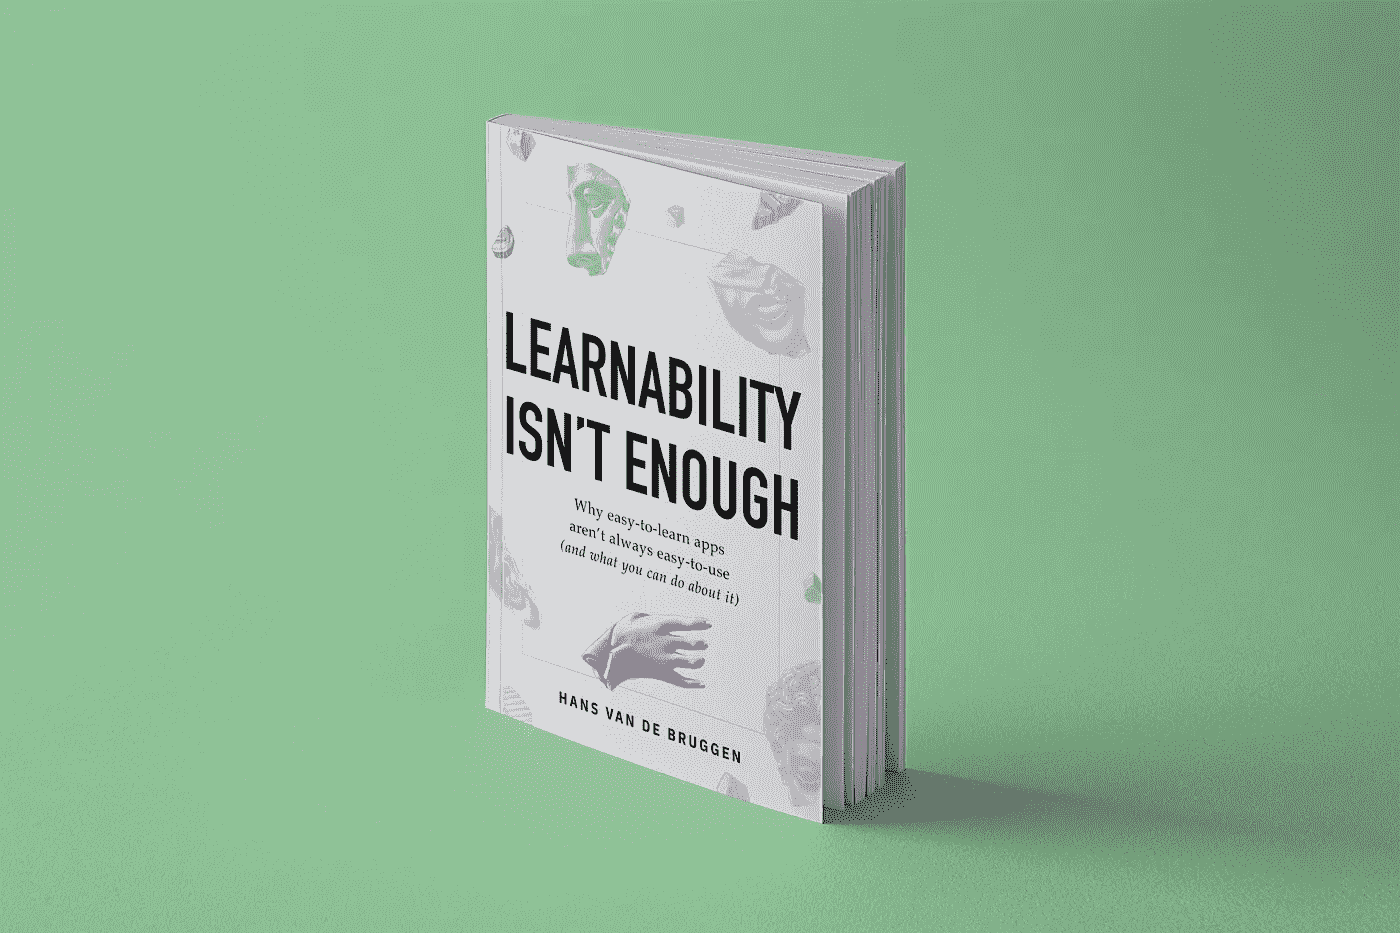 LEARNABILITY
ISN'T ENOUGH
Why easy-to-learn apps
aren't always easy-to-use
(and what you can do about it)
HANS VAN DE BRUGGEN